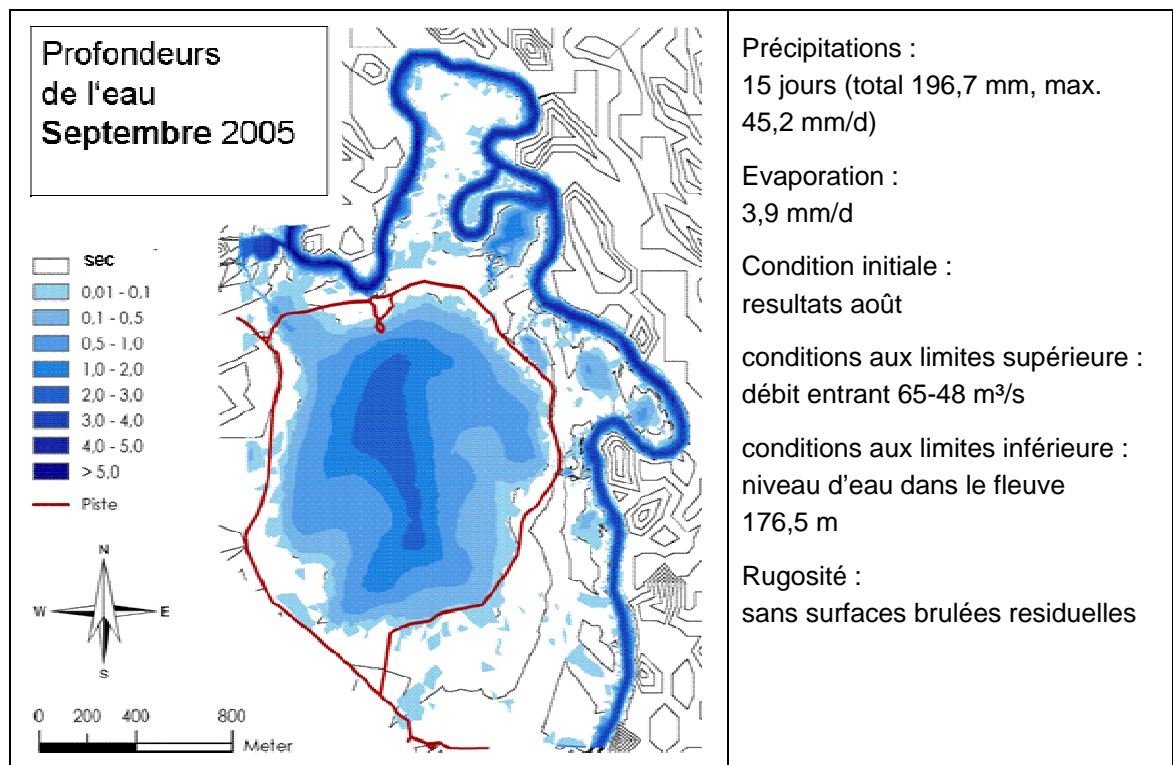 Profondeurs
de l'eau
Septembre 2005
sec
0,01 - 0,1
0,1 - 0,5
0,5 - 1,0
1,0 - 2,0
2,0 - 3,0
3,0 - 4,0
4,0 - 5,0
> 5,0
Piste
N
W E
S
0 200 400 800
Meter
Précipitations :
15 jours (total 196,7 mm, max.
45,2 mm/d)
Evaporation :
3,9 mm/d
Condition initiale :
resultats août
conditions aux limites supérieure :
débit entrant 65-48 m³/s
conditions aux limites inférieure :
niveau d'eau dans le fleuve
176,5 m
Rugosité :
sans surfaces brulées residuelles